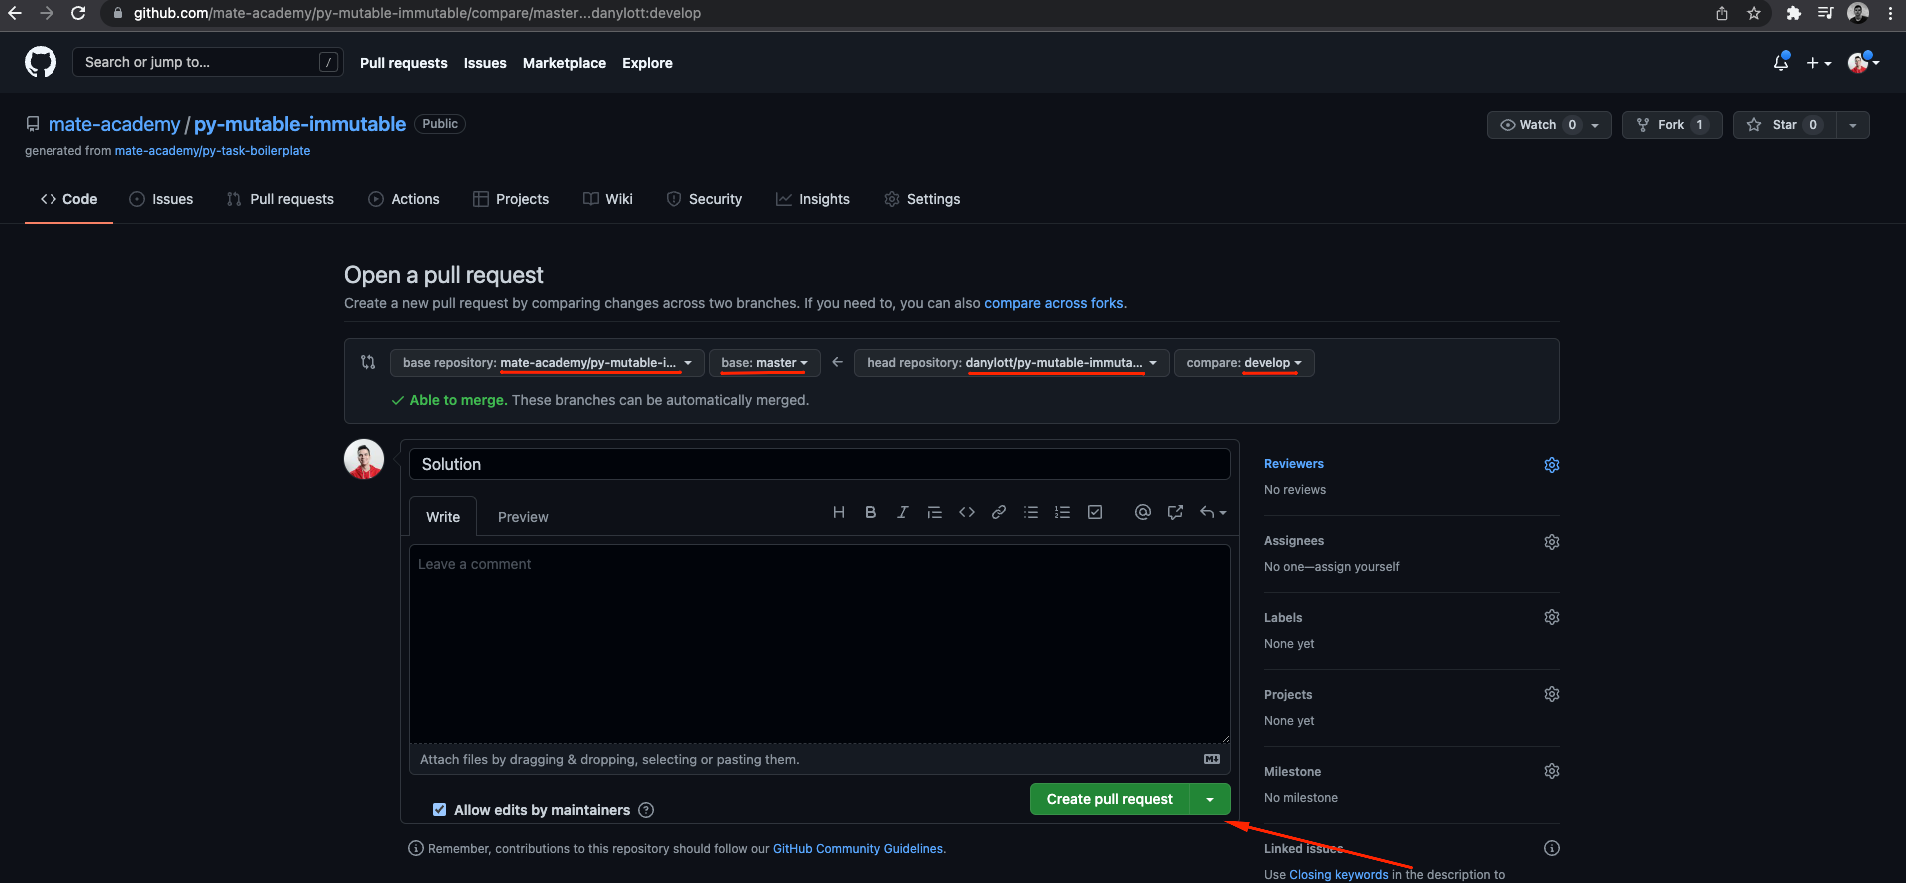 github.com/mate-academy/py-mutable-immutable/compare/master...danylott:develop
Search or jump to... /
Pull requests Issues Marketplace Explore
mate-academy / py-mutable-immutable Public
Watch 0 Fork 1 Star 0
generated from mate-academy/py-task-boilerplate
Code Issues Pull requests Actions Projects Wiki Security Insights Settings
Open a pull request
Create a new pull request by comparing changes across two branches. If you need to, you can also compare across forks.
base repository: mate-academy/py-mutable-i... base: master head repository: danylott/py-mutable-immuta... compare: develop
Able to merge. These branches can be automatically merged.
Solution
Write Preview
H B I
Leave a comment
Attach files by dragging & dropping, selecting or pasting them.
Allow edits by maintainers
Create pull request
Remember, contributions to this repository should follow our GitHub Community Guidelines.
Reviewers
No reviews
Assignees
No one—assign yourself
Labels
None yet
Projects
None yet
Milestone
No milestone
Linked issues
Use Closing keywords in the description to